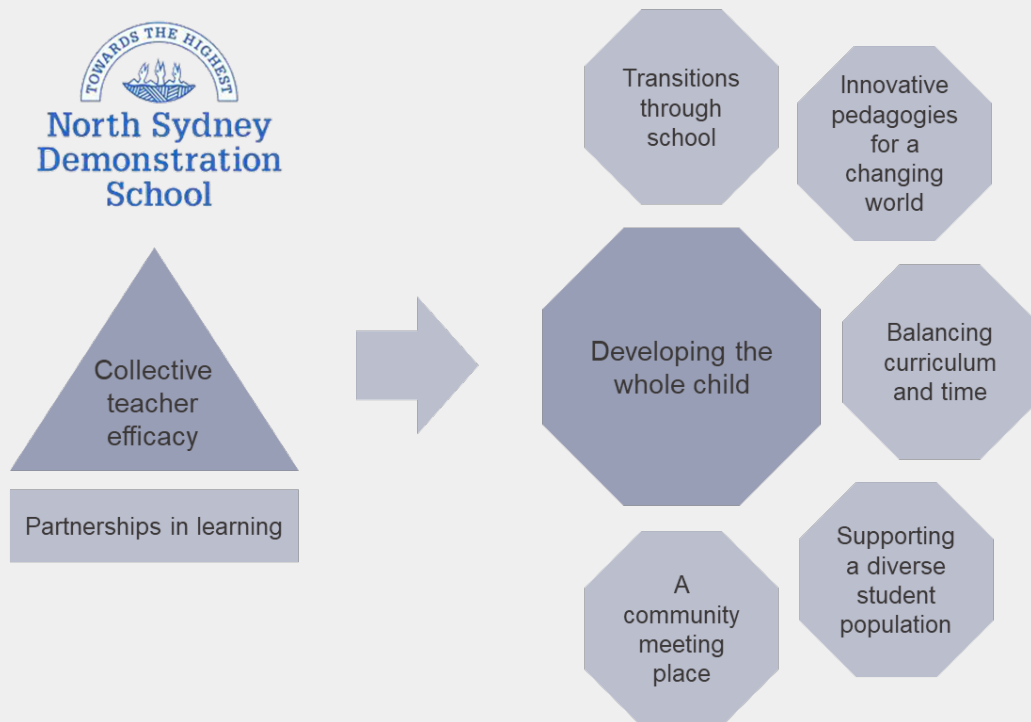 TOWARDS THE HIGHEST
North Sydney
Demonstration
School
Collective
teacher
efficacy
Partnerships in learning
Transitions
through
school
Innovative
pedagogies
for a
changing
world
Developing the
whole child
Balancing
curriculum
and time
Supporting
a diverse
student
population
A
community
meeting
place